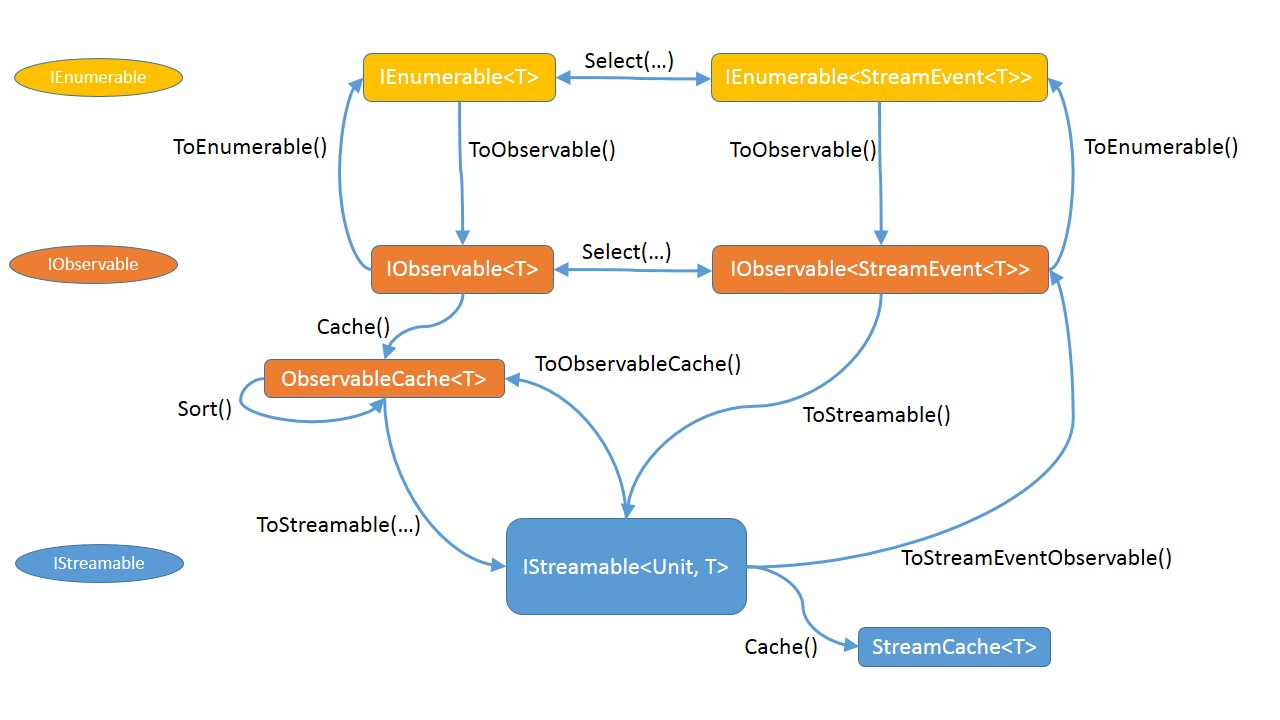 IEnumerable
IEnumerable<T>
Select(...)
IEnumerable<StreamEvent<T>>
ToEnumerable()
ToObservable()
ToObservable()
ToEnumerable()
IObservable
IObservable<T>
Select(...)
IObservable<StreamEvent<T>>
Cache()
ObservableCache<T>
ToObservableCache()
Sort()
ToStreamable()
ToStreamable(...)
IStreamable
IStreamable<Unit, T>
ToStreamEventObservable()
Cache()
StreamCache<T>